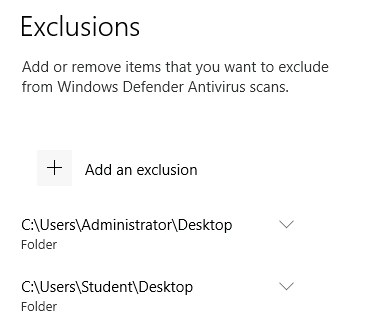 Exclusions
Add or remove items that you want to exclude
from Windows Defender Antivirus scans.
Add an exclusion
C:\Users\Administrator\Desktop
Folder
C:\Users\Student\Desktop
Folder